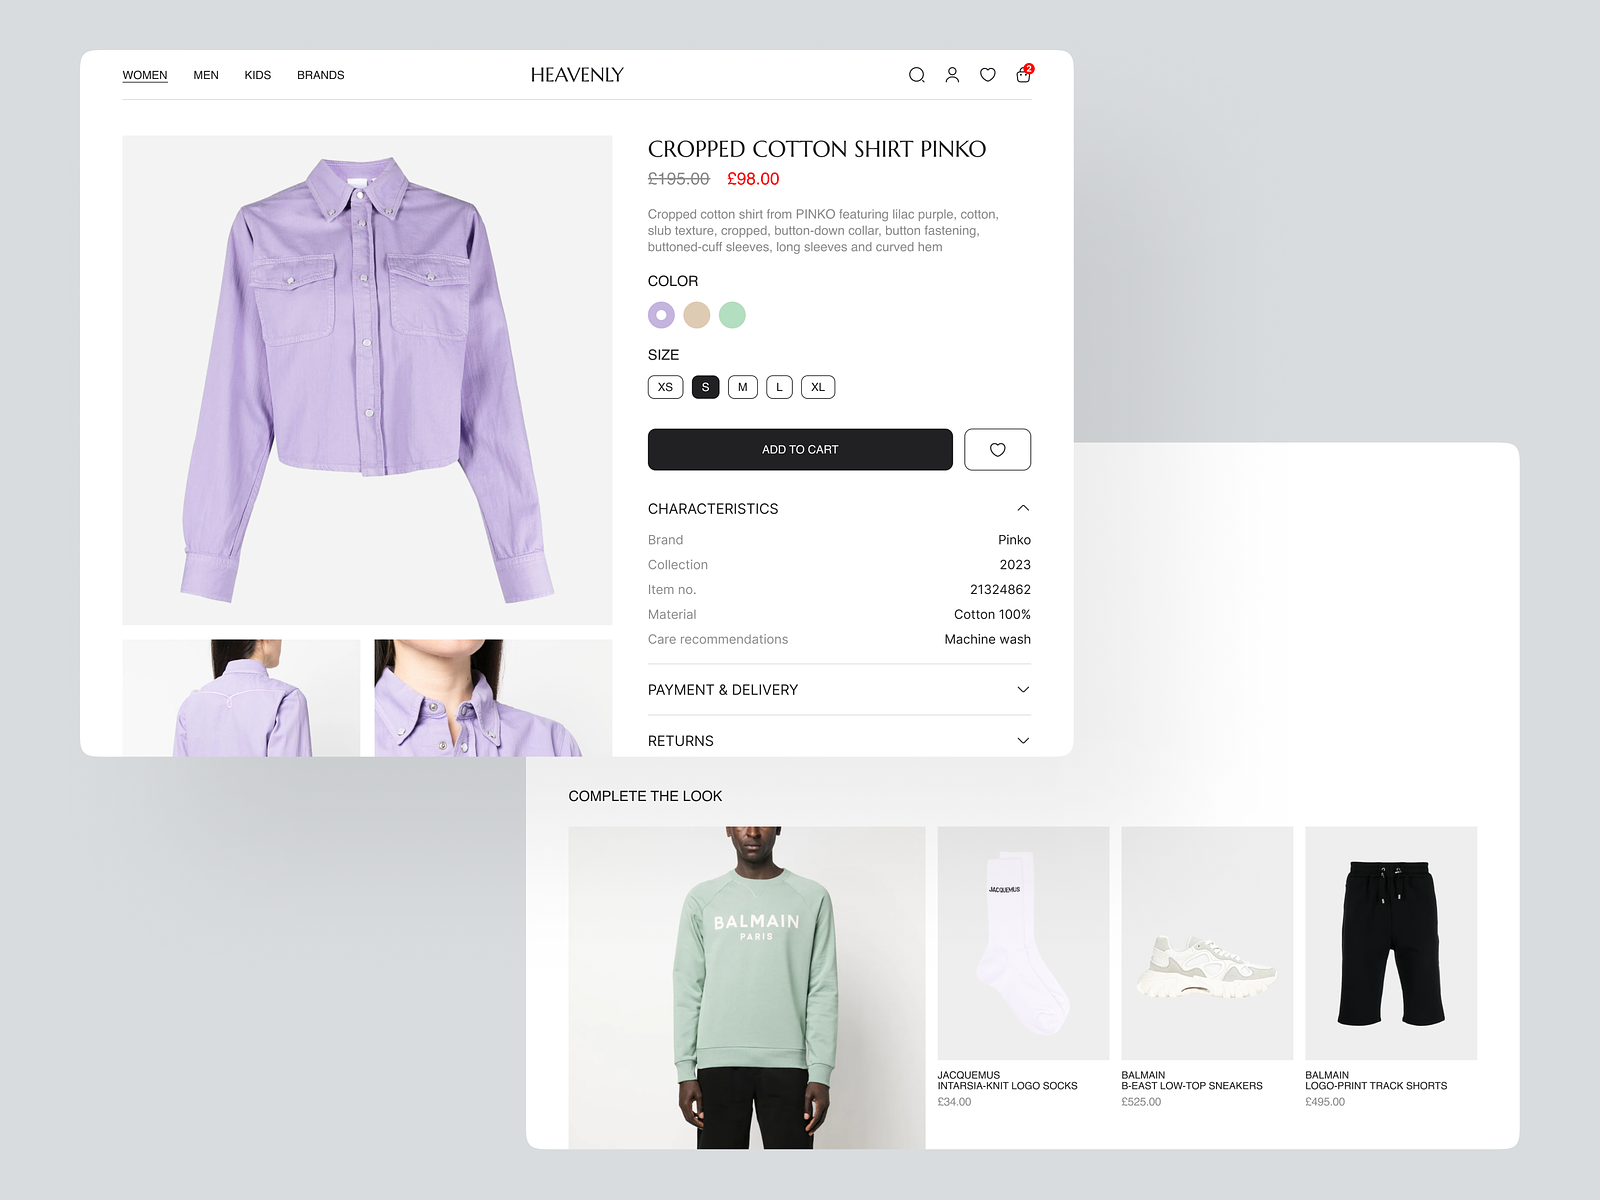 WOMEN MEN KIDS BRANDS HEAVENLY 2
CROPPED COTTON SHIRT PINKO
£195.00 £98.00
Cropped cotton shirt from PINKO featuring lilac purple, cotton,
slub texture, cropped, button-down collar, button fastening,
buttoned-cuff sleeves, long sleeves and curved hem
COLOR
SIZE
XS S M L XL
ADD TO CART
CHARACTERISTICS
Brand Pinko
Collection 2023
Item no. 21324862
Material Cotton 100%
Care recommendations Machine wash
PAYMENT & DELIVERY
RETURNS
COMPLETE THE LOOK
BALMAIN
PARIS
JACQUEMUS
JACQUEMUS
INTARSIA-KNIT LOGO SOCKS
£34.00
BALMAIN
B-EAST LOW-TOP SNEAKERS
£525.00
BALMAIN
LOGO-PRINT TRACK SHORTS
£495.00